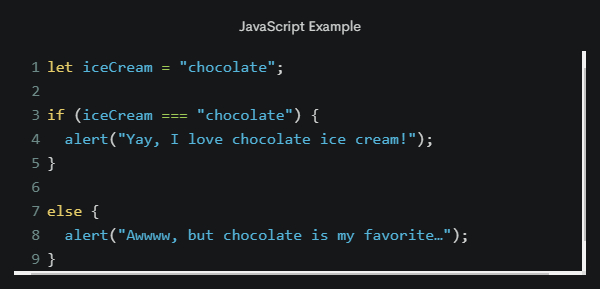 JavaScript Example
1 let iceCream = "chocolate";
2
3 if (iceCream === "chocolate") {
4   alert("Yay, I love chocolate ice cream!");
5 }
6
7 else {
8   alert("Awwww, but chocolate is my favorite…");
9 }